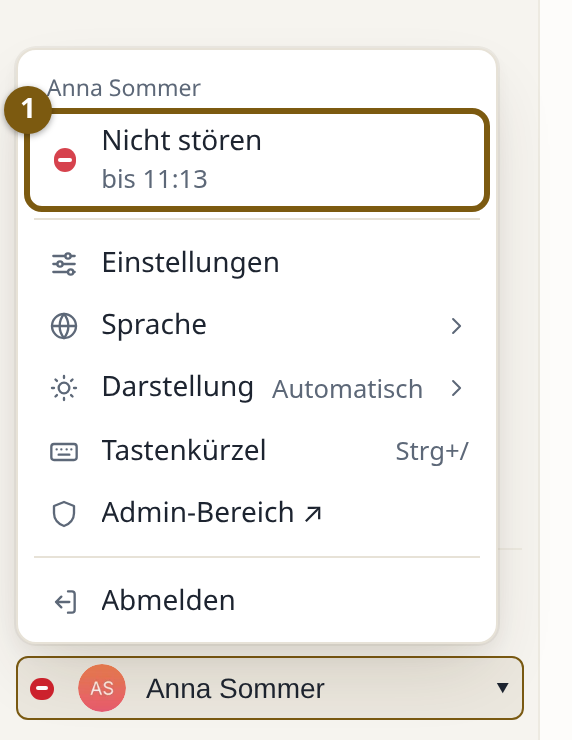 Anna Sommer
1
Nicht stören
bis 11:13
Einstellungen
Sprache
Darstellung Automatisch
Tastenkürzel Strg+/
Admin-Bereich ↗
Abmelden
AS Anna Sommer